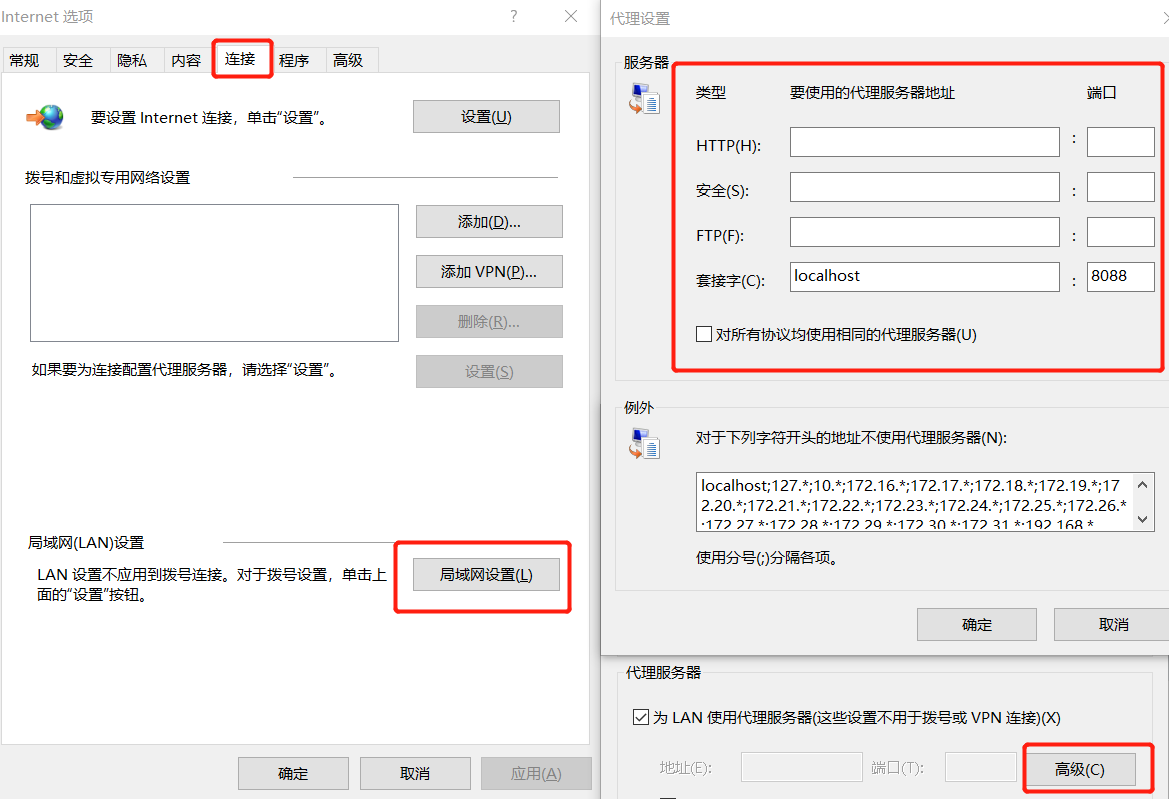 Internet 选项
?
常规 安全 隐私 内容 连接 程序 高级
要设置 Internet 连接，单击“设置”。
设置(U)
拨号和虚拟专用网络设置
添加(D)...
添加 VPN(P)...
删除(R)...
如果要为连接配置代理服务器，请选择“设置”。
设置(S)
局域网(LAN)设置
LAN 设置不应用到拨号连接。对于拨号设置，单击上
面的“设置”按钮。
局域网设置(L)
确定 取消 应用(A)
代理设置
服务器
类型 要使用的代理服务器地址 端口
HTTP(H): :
安全(S): :
FTP(F): :
套接字(C): localhost : 8088
对所有协议均使用相同的代理服务器(U)
例外
对于下列字符开头的地址不使用代理服务器(N):
localhost;127.*;10.*;172.16.*;172.17.*;172.18.*;172.19.*;17
2.20.*;172.21.*;172.22.*;172.23.*;172.24.*;172.25.*;172.26.*
;172.27.*;172.28.*;172.29.*;172.30.*;172.31.*;192.168.*
使用分号(;)分隔各项。
确定 取消
代理服务器
为 LAN 使用代理服务器(这些设置不用于拨号或 VPN 连接)(X)
地址(E): 端口(T): 高级(C)